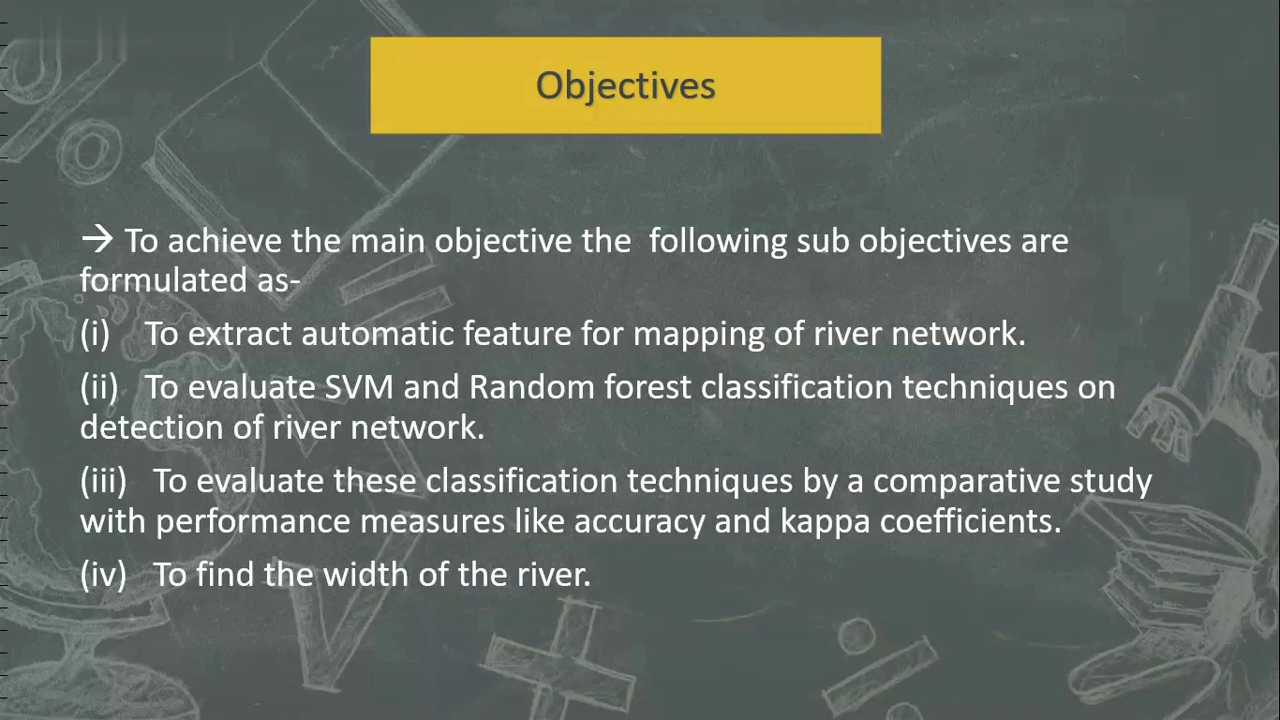 Objectives
→ To achieve the main objective the  following sub objectives are
formulated as-
(i)    To extract automatic feature for mapping of river network.
(ii)   To evaluate SVM and Random forest classification techniques on
detection of river network.
(iii)   To evaluate these classification techniques by a comparative study
with performance measures like accuracy and kappa coefficients.
(iv)   To find the width of the river.